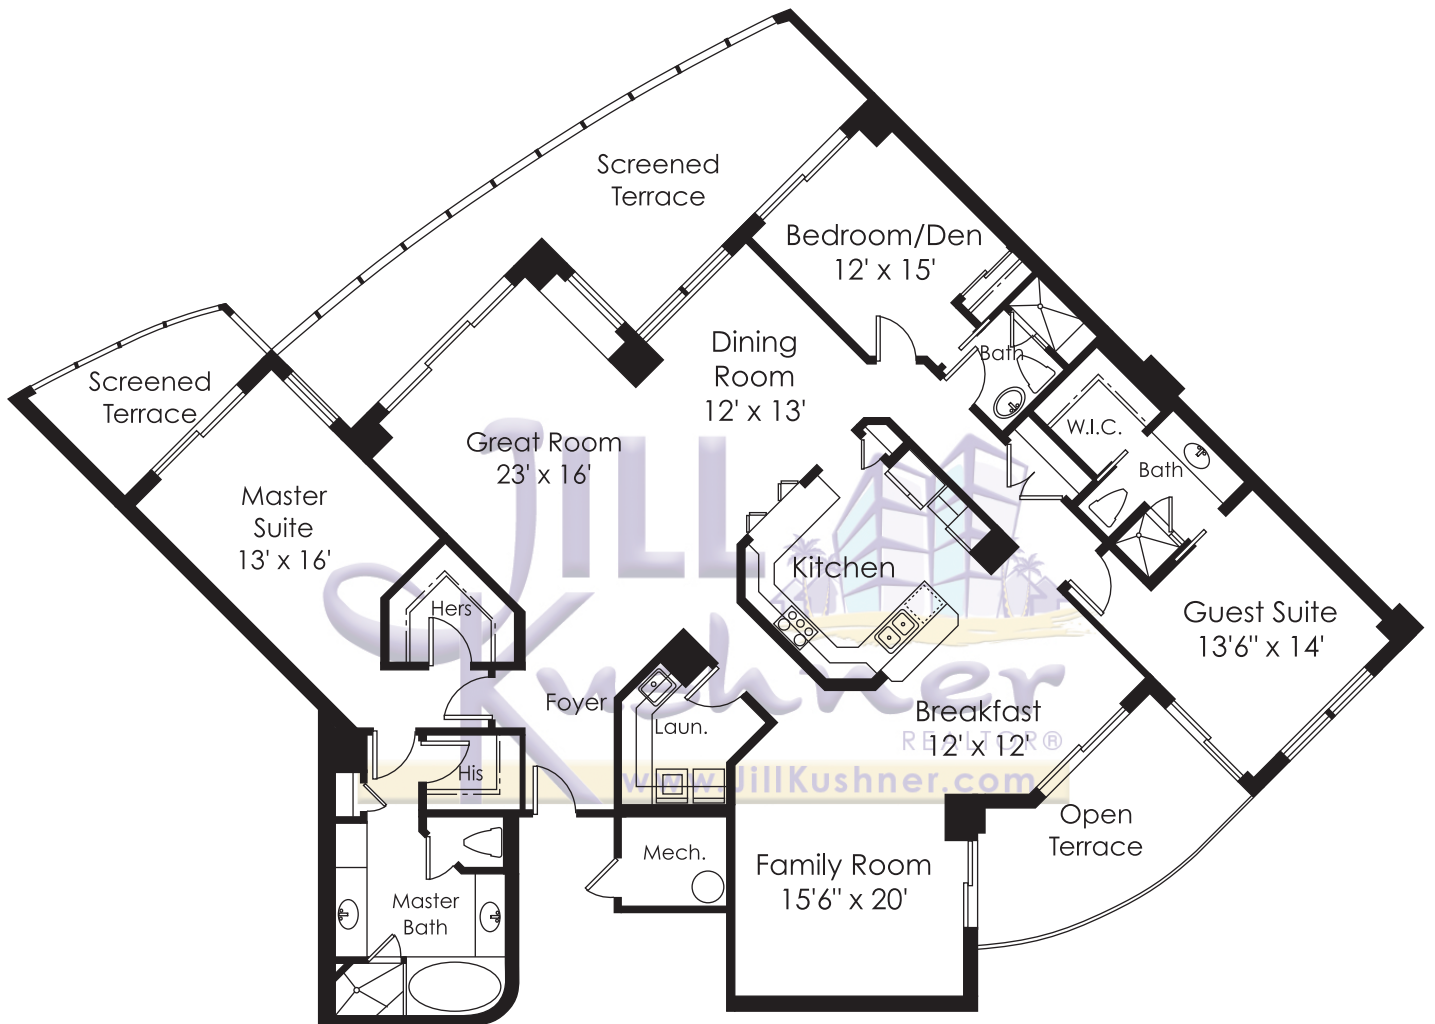 Screened
Terrace
Bedroom/Den
12' x 15'
Screened
Terrace
Dining
Room
12' x 13'
Bath
W.I.C.
Bath
Great Room
23' x 16'
Master
Suite
13' x 16'
JILL
Kushner
REALTOR®
www.JillKushner.com
Kitchen
Hers
Guest Suite
13'6" x 14'
Foyer
Laun.
Breakfast
12' x 12'
His
Open
Terrace
Mech.
Family Room
15'6" x 20'
Master
Bath